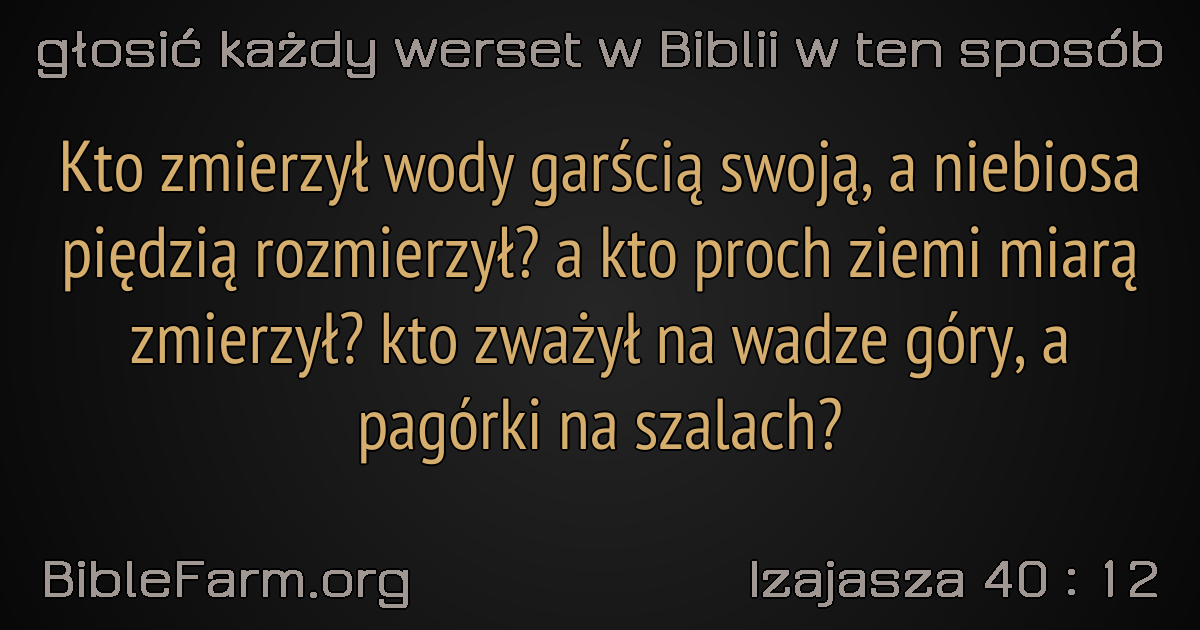 głosić każdy werset w Biblii w ten sposób
Kto zmierzył wody garścią swoją, a niebiosa
piędzią rozmierzył? a kto proch ziemi miarą
zmierzył? kto zważył na wadze góry, a
pagórki na szalach?
BibleFarm.org
Izajasza 40 : 12